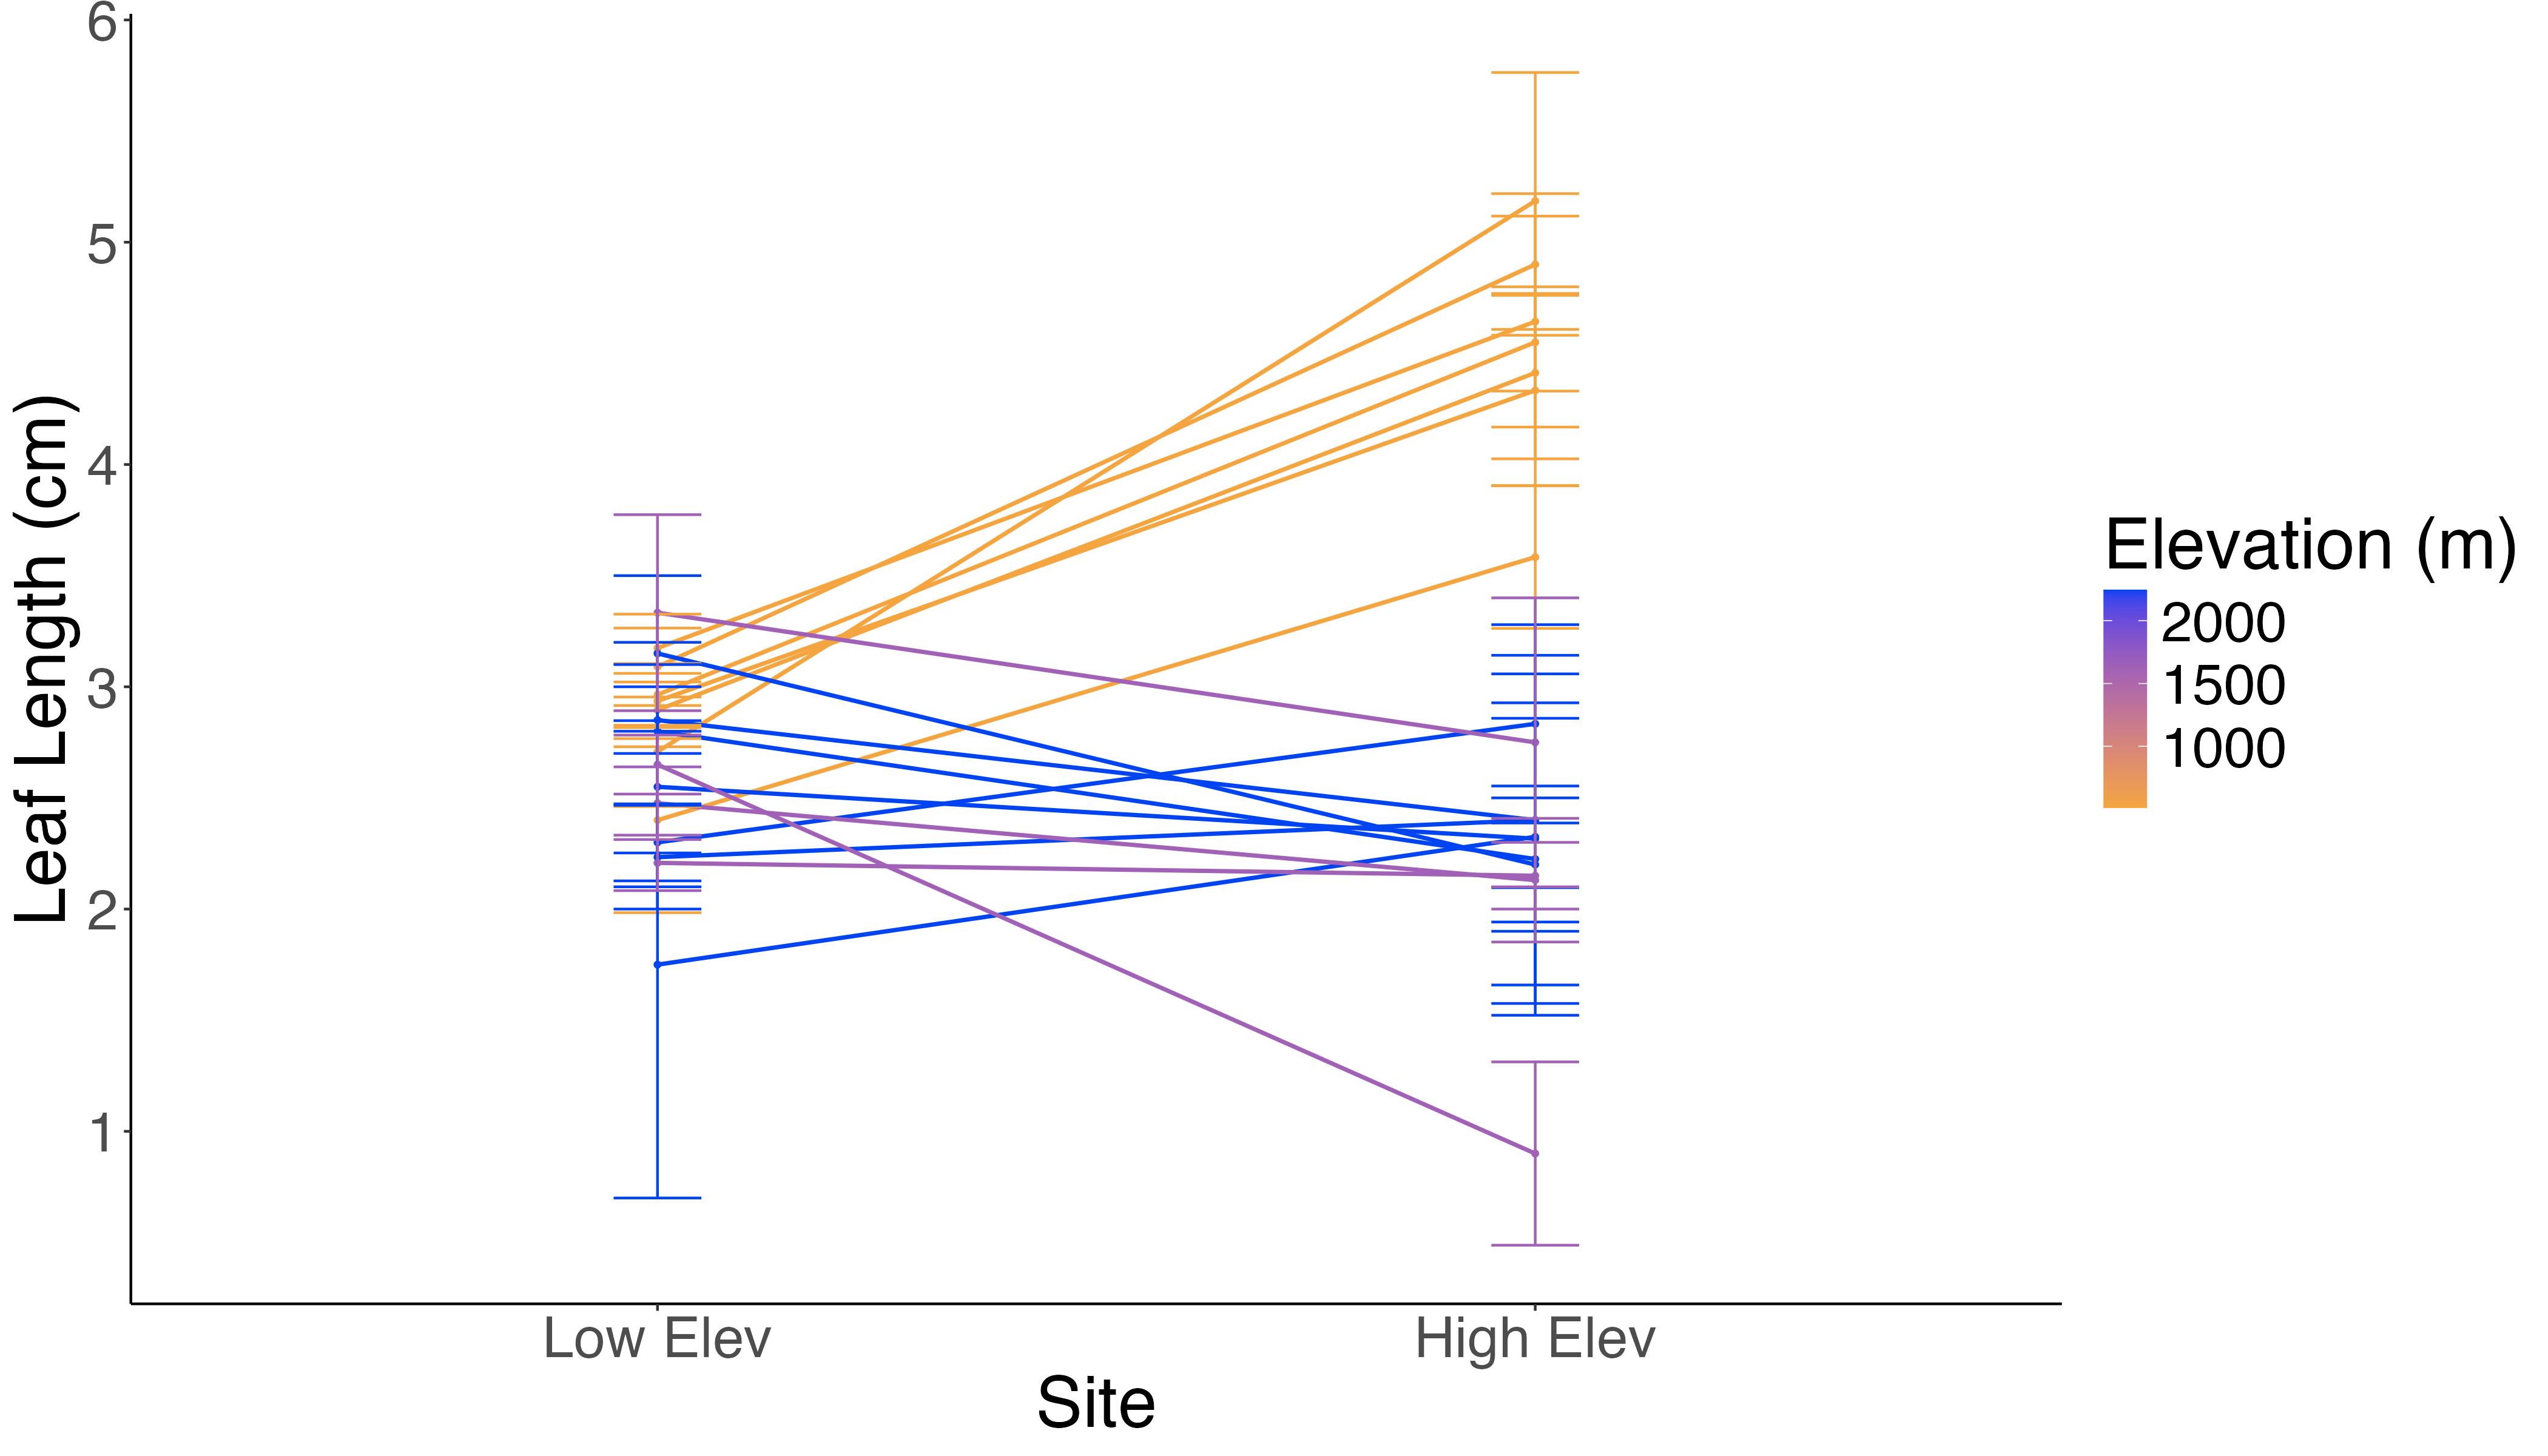 6
5
4
3
2
1
Leaf Length (cm)
Low Elev
High Elev
Site
Elevation (m)
2000
1500
1000